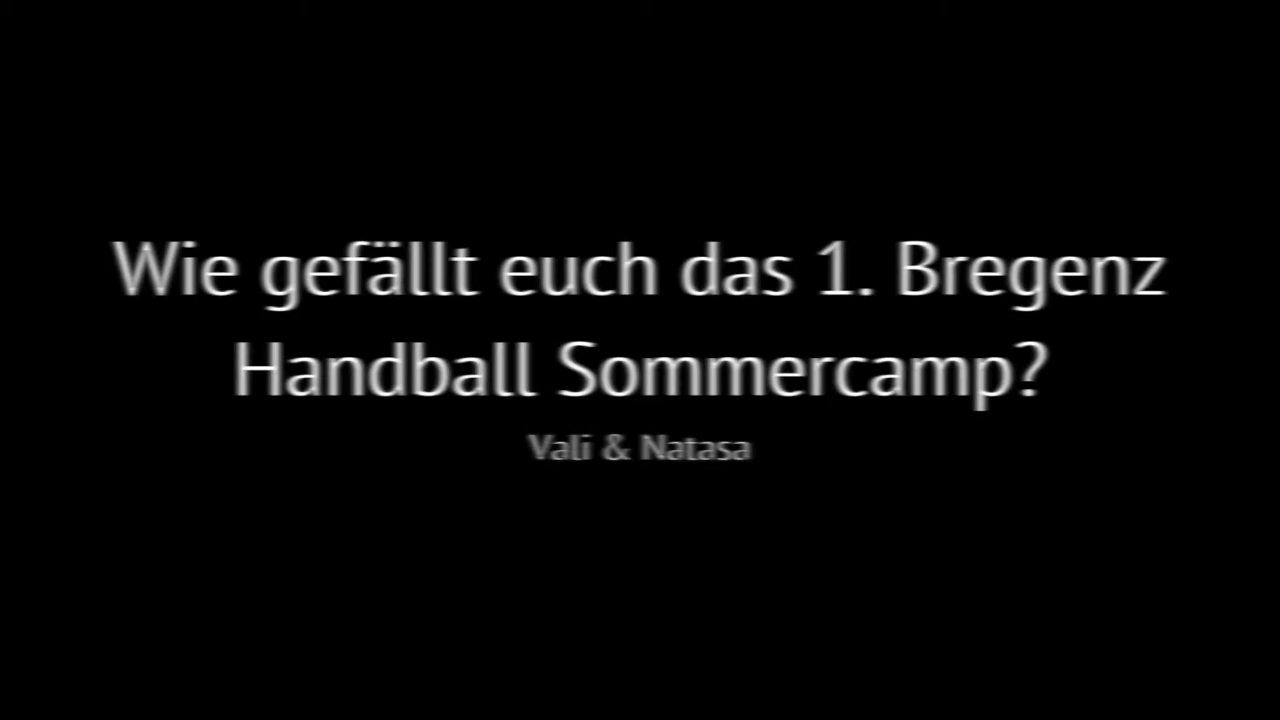 Wie gefällt euch das 1. Bregenz
Handball Sommercamp?
Vali & Natasa